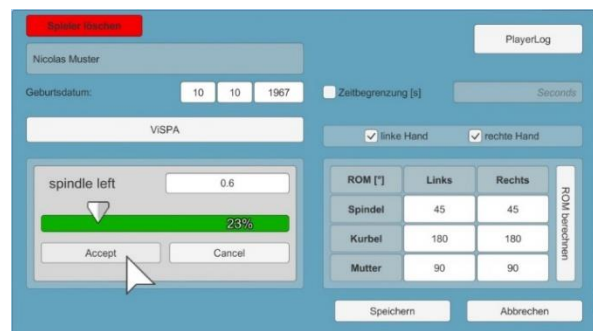 Spieler löschen
PlayerLog
Nicolas Muster
Geburtsdatum: 10 10 1967
Zeitbegrenzung [s] Seconds
ViSPA
linke Hand rechte Hand
spindle left 0.6
23%
Accept Cancel
ROM [°] Links Rechts
Spindel 45 45
Kurbel 180 180
Mutter 90 90
ROM berechnen
Speichern Abbrechen